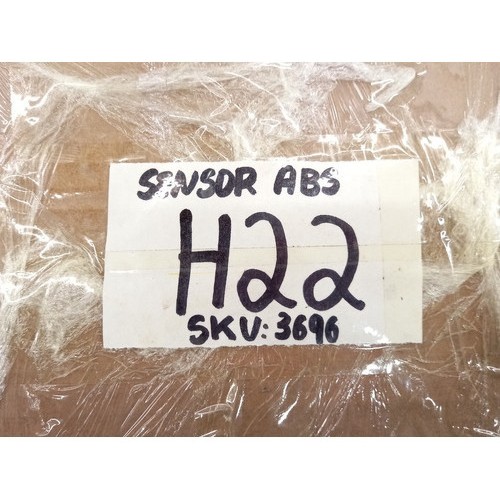 SENSOR ABS
H22
SKU: 3696